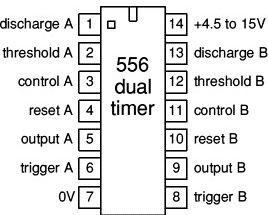 discharge A 1 14 +4.5 to 15V
threshold A 2 13 discharge B
control A 3 12 threshold B
reset A 4 11 control B
output A 5 10 reset B
trigger A 6 9 output B
0V 7 8 trigger B
556
dual
timer